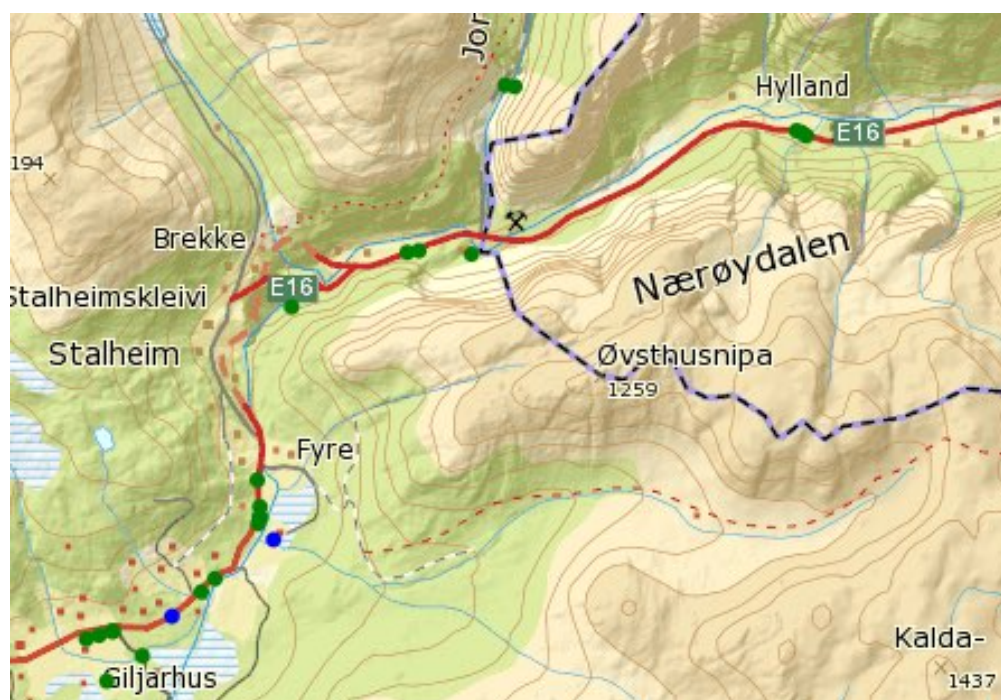 Jor
Hylland
E16
194
Brekke
Nærøydalen
E16
Stalheimskleivi
Stalheim
Øvsthusnipa
1259
Fyre
Kalda-
Giljarhus
1437